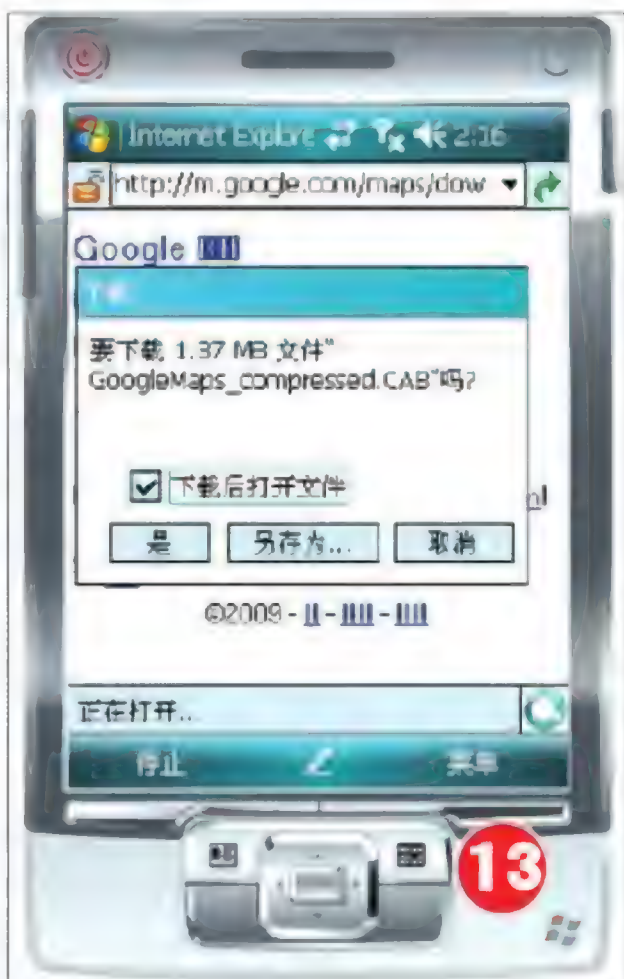 Internet Explore 2:16
http://m.google.com/maps/dow
Google
要下载 1.37 MB 文件"
GoogleMaps_compressed.CAB"吗?
下载后打开文件
是 另存为... 取消
©2009 -
正在打开..
停止 菜单
13